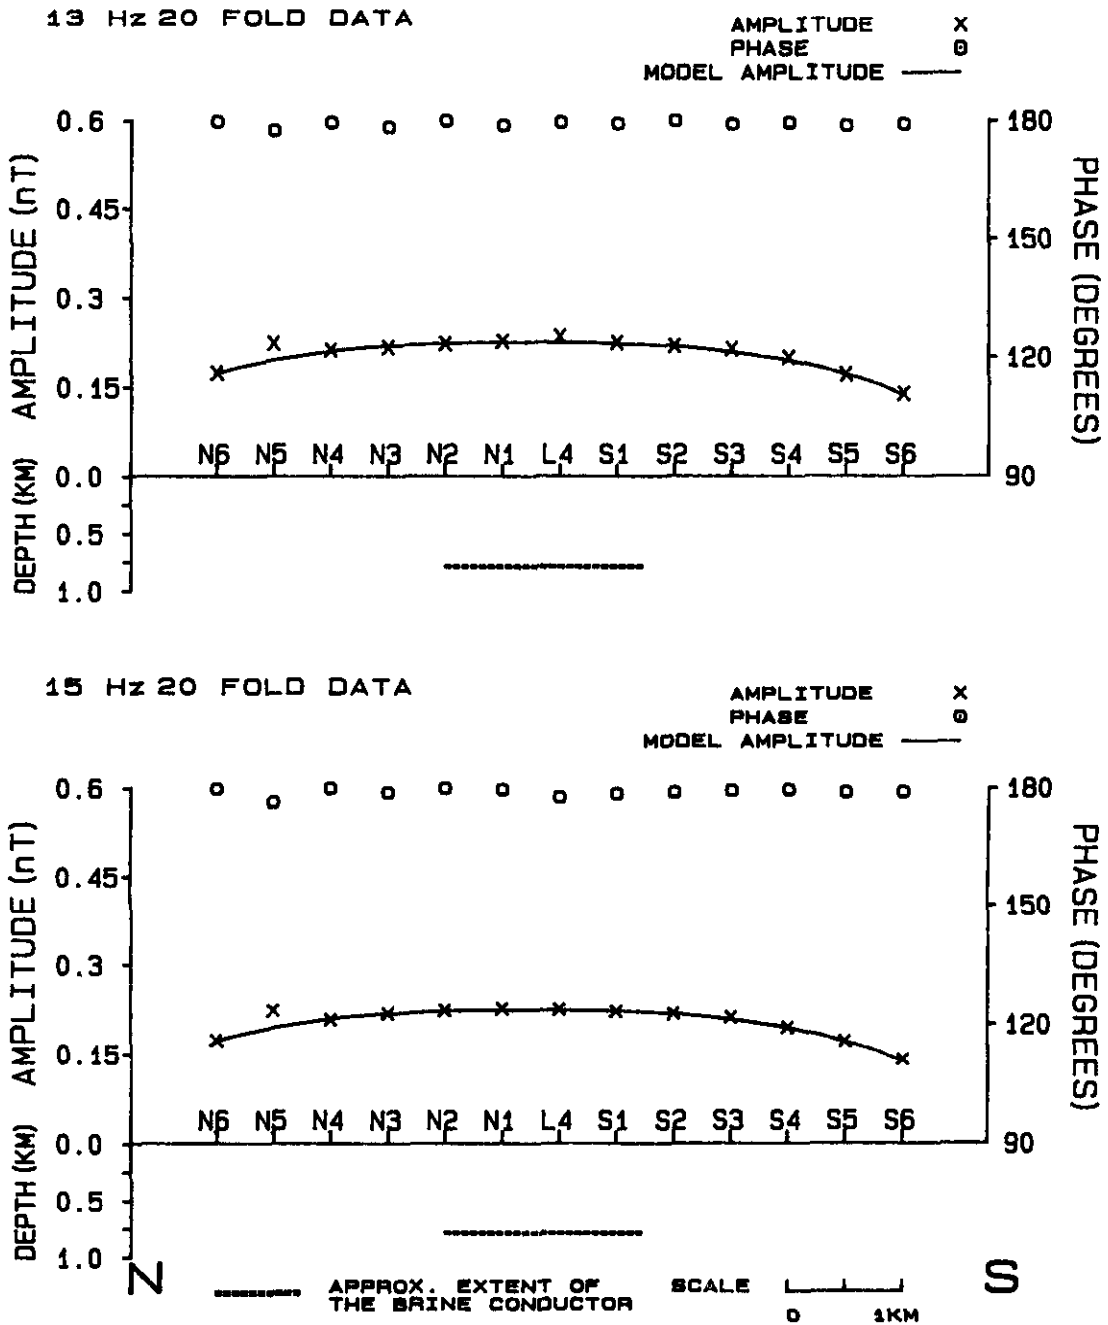 13 Hz 20 FOLD DATA
AMPLITUDE X
PHASE O
MODEL AMPLITUDE
0.6
0.45
0.3
0.15
0.0
0.5
1.0
AMPLITUDE (nT)
DEPTH (KM)
180
150
120
90
PHASE (DEGREES)
N6 N5 N4 N3 N2 N1 L4 S1 S2 S3 S4 S5 S6
15 Hz 20 FOLD DATA
AMPLITUDE X
PHASE O
MODEL AMPLITUDE
0.6
0.45
0.3
0.15
0.0
0.5
1.0
AMPLITUDE (nT)
DEPTH (KM)
180
150
120
90
PHASE (DEGREES)
N6 N5 N4 N3 N2 N1 L4 S1 S2 S3 S4 S5 S6
N
S
APPROX. EXTENT OF
THE BRINE CONDUCTOR
SCALE
0 1KM